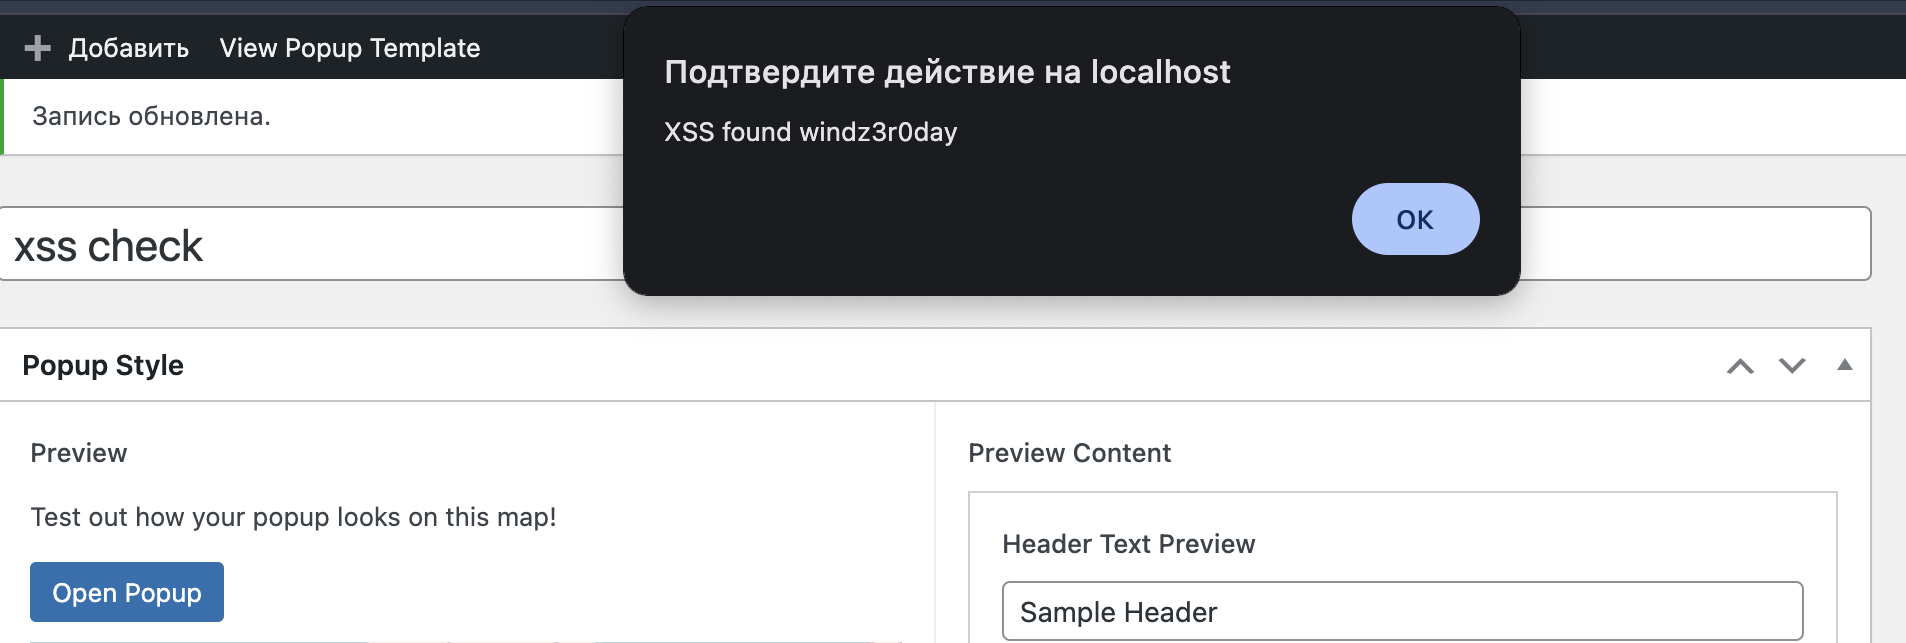 Добавить View Popup Template
Подтвердите действие на localhost
XSS found windz3r0day
OK
Запись обновлена.
xss check
Popup Style
Preview
Test out how your popup looks on this map!
Open Popup
Preview Content
Header Text Preview
Sample Header